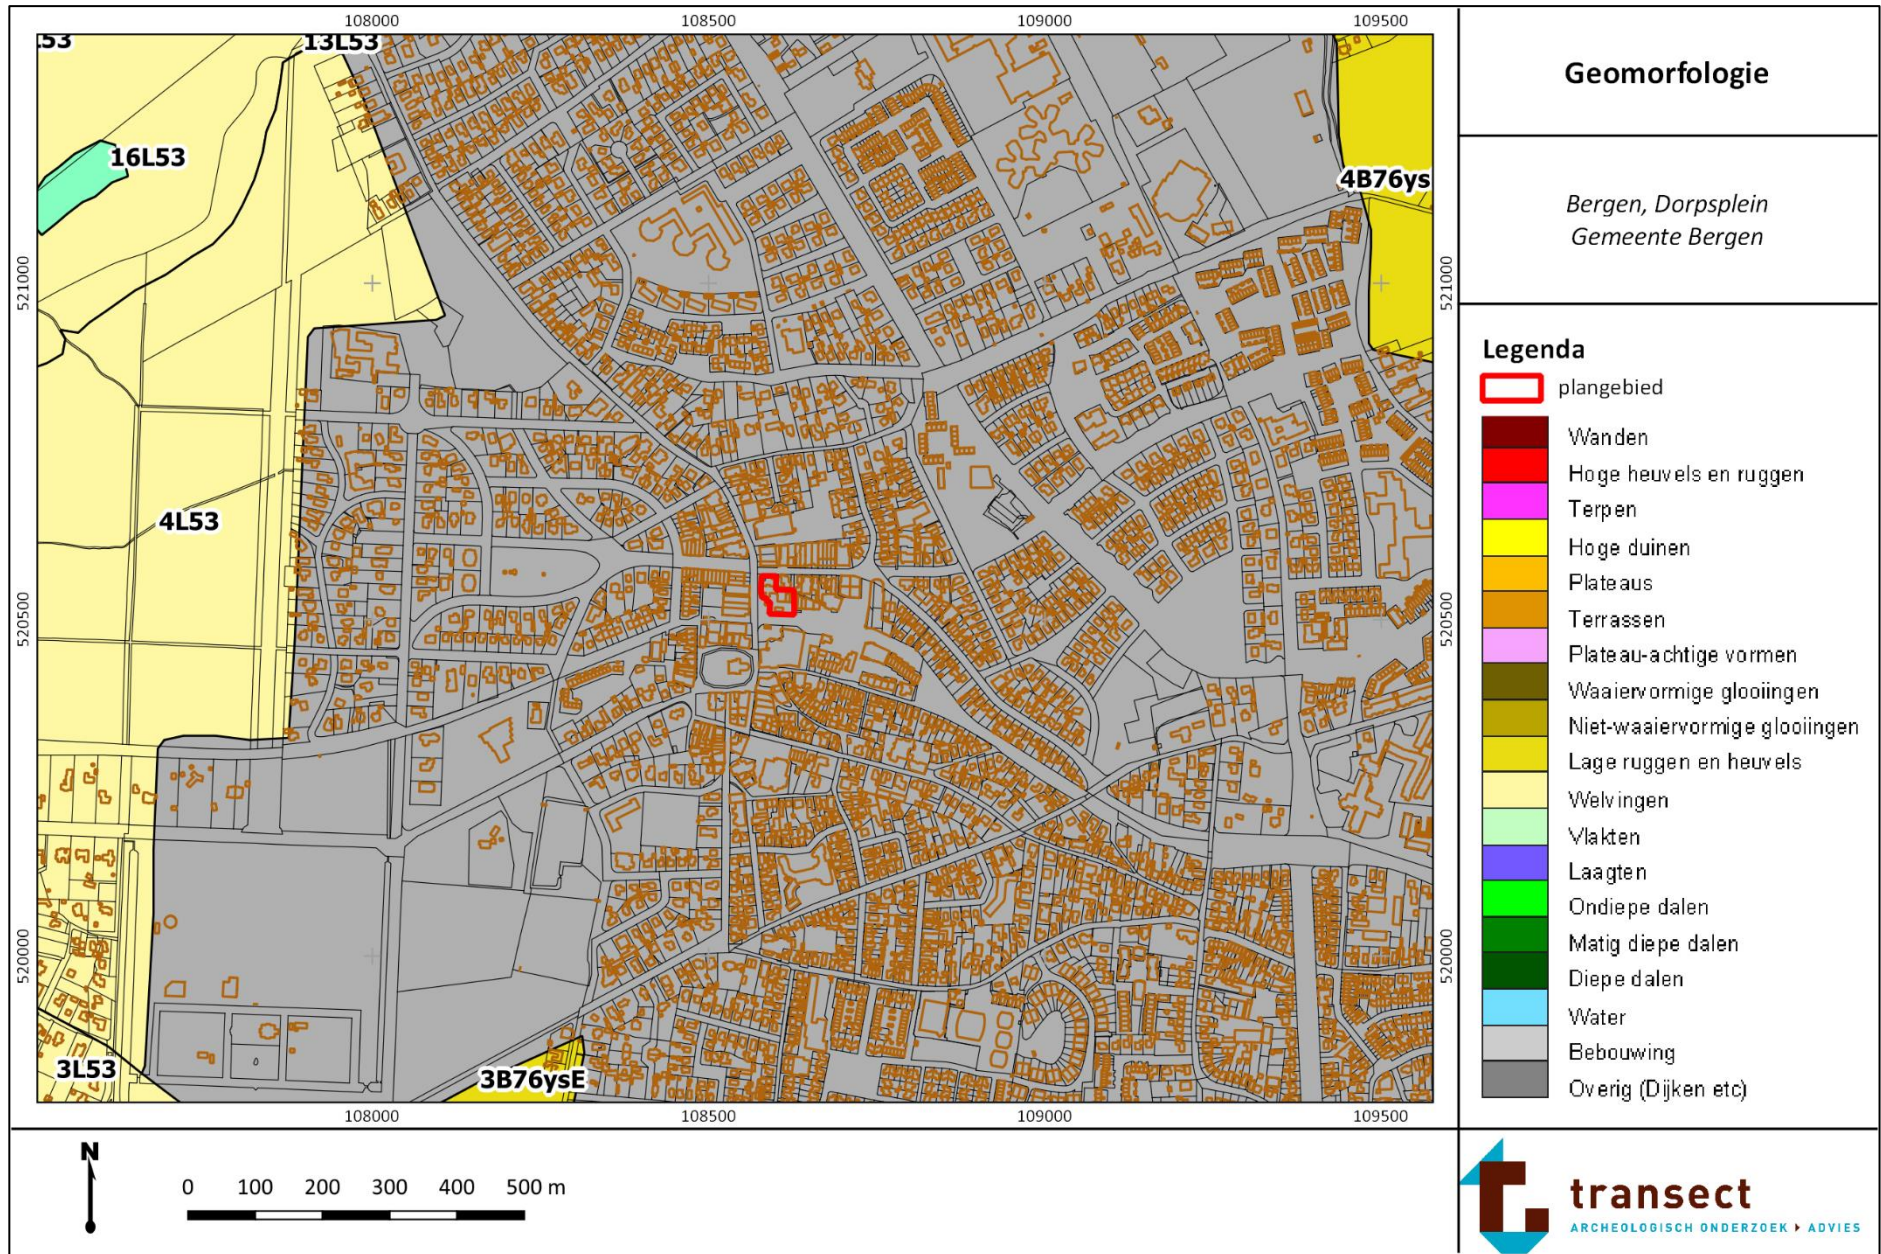 108000
108500
109000
109500
.53
13L53
16L53
4B76ys
521000
521000
4L53
520500
520500
520000
520000
3L53
3B76ysE
108000
108500
109000
109500
Geomorfologie
Bergen, Dorpsplein
Gemeente Bergen
Legenda
plangebied
Wanden
Hoge heuvels en ruggen
Terpen
Hoge duinen
Plateaus
Terrassen
Plateau-achtige vormen
Waaiervormige glooiingen
Niet-waaiervormige glooiingen
Lage ruggen en heuvels
Welvingen
Vlakten
Laagten
Ondiepe dalen
Matig diepe dalen
Diepe dalen
Water
Bebouwing
Overig (Dijken etc)
N
0 100 200 300 400 500 m
transect
ARCHEOLOGISCH ONDERZOEK ▸ ADVIES